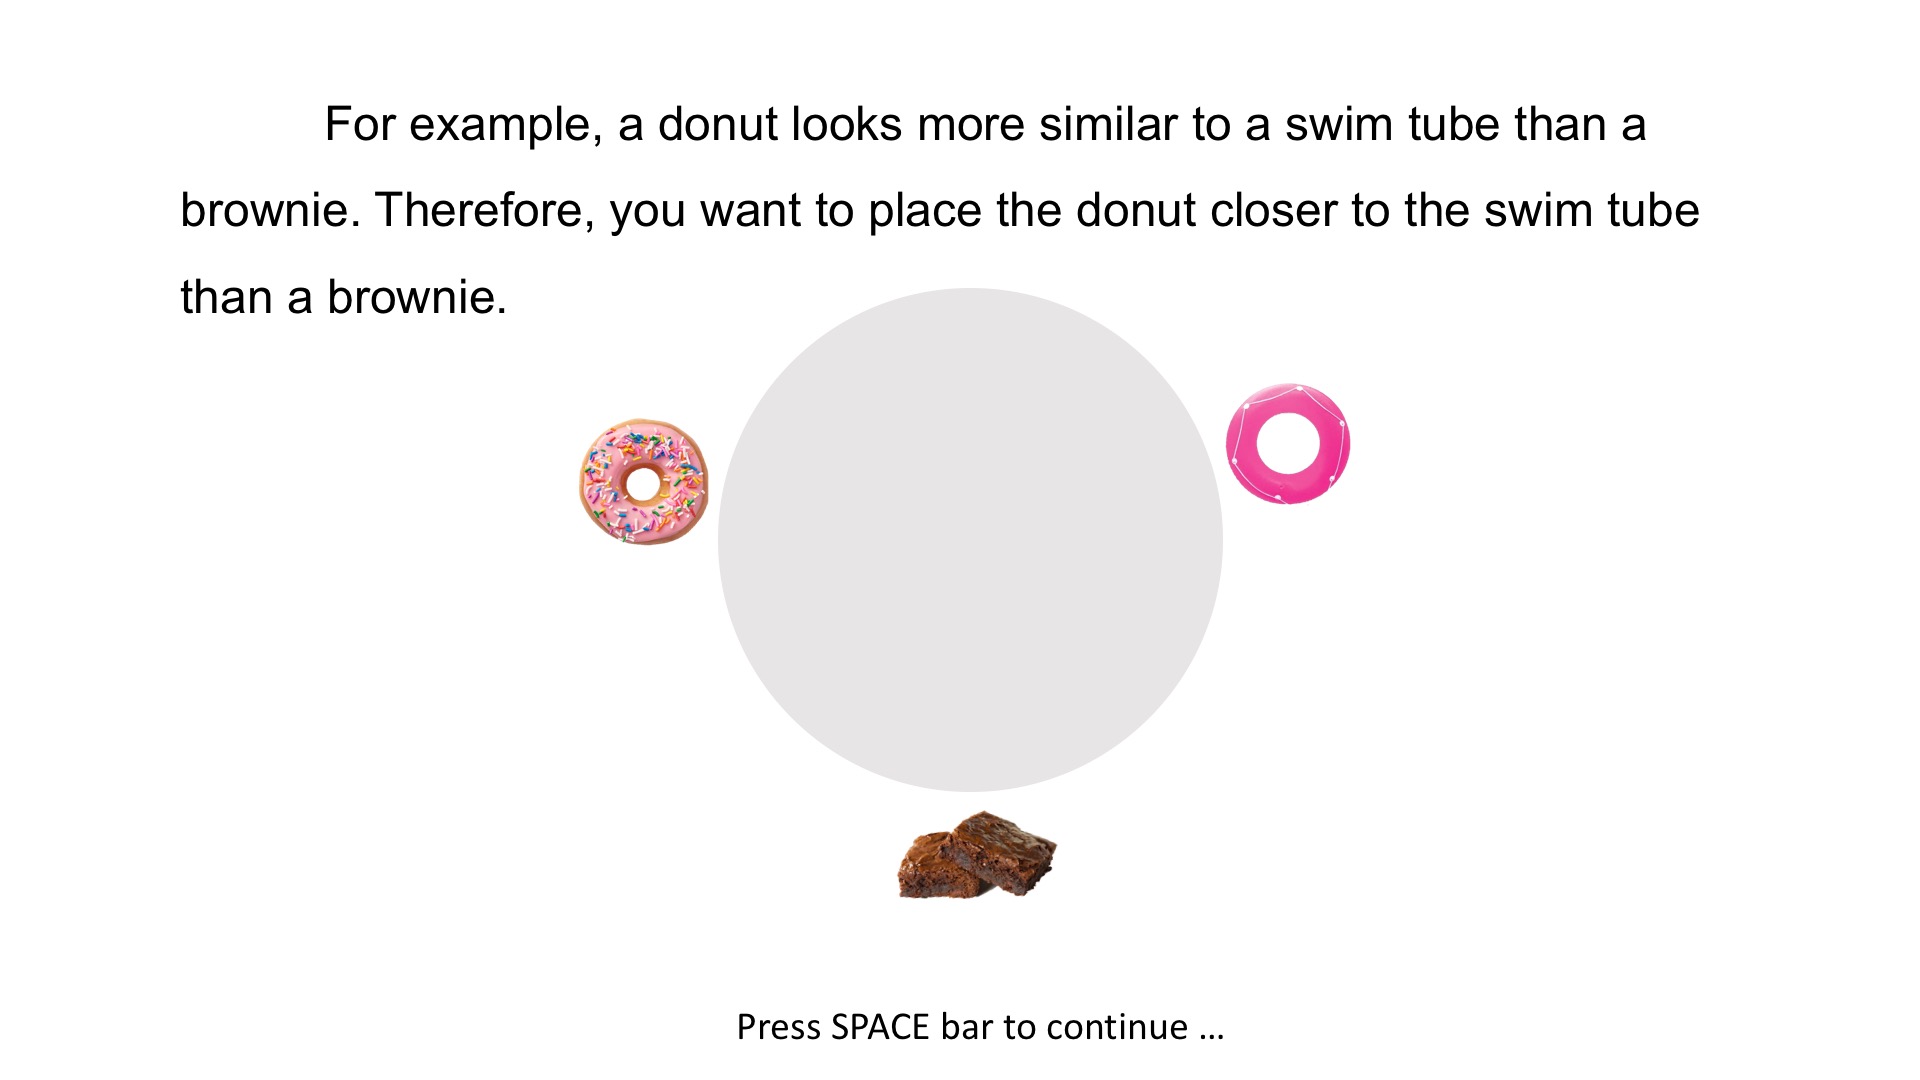 For example, a donut looks more similar to a swim tube than a
brownie. Therefore, you want to place the donut closer to the swim tube
than a brownie.
Press SPACE bar to continue ...